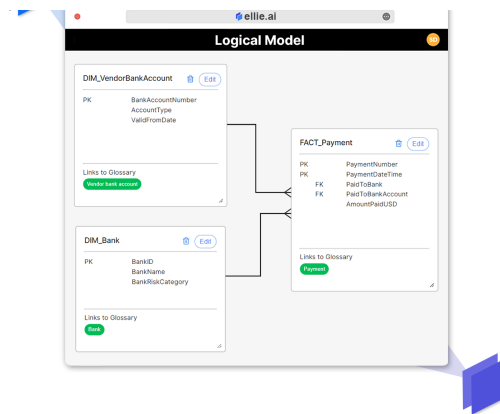 ellie.ai
Logical Model
SD
DIM_VendorBankAccount Edit
PK BankAccountNumber
AccountType
ValidFromDate
Links to Glossary
Vendor bank account
FACT_Payment Edit
PK PaymentNumber
PK PaymentDateTime
FK PaidToBank
FK PaidToBankAccount
AmountPaidUSD
Links to Glossary
Payment
DIM_Bank Edit
PK BankID
BankName
BankRiskCategory
Links to Glossary
Bank